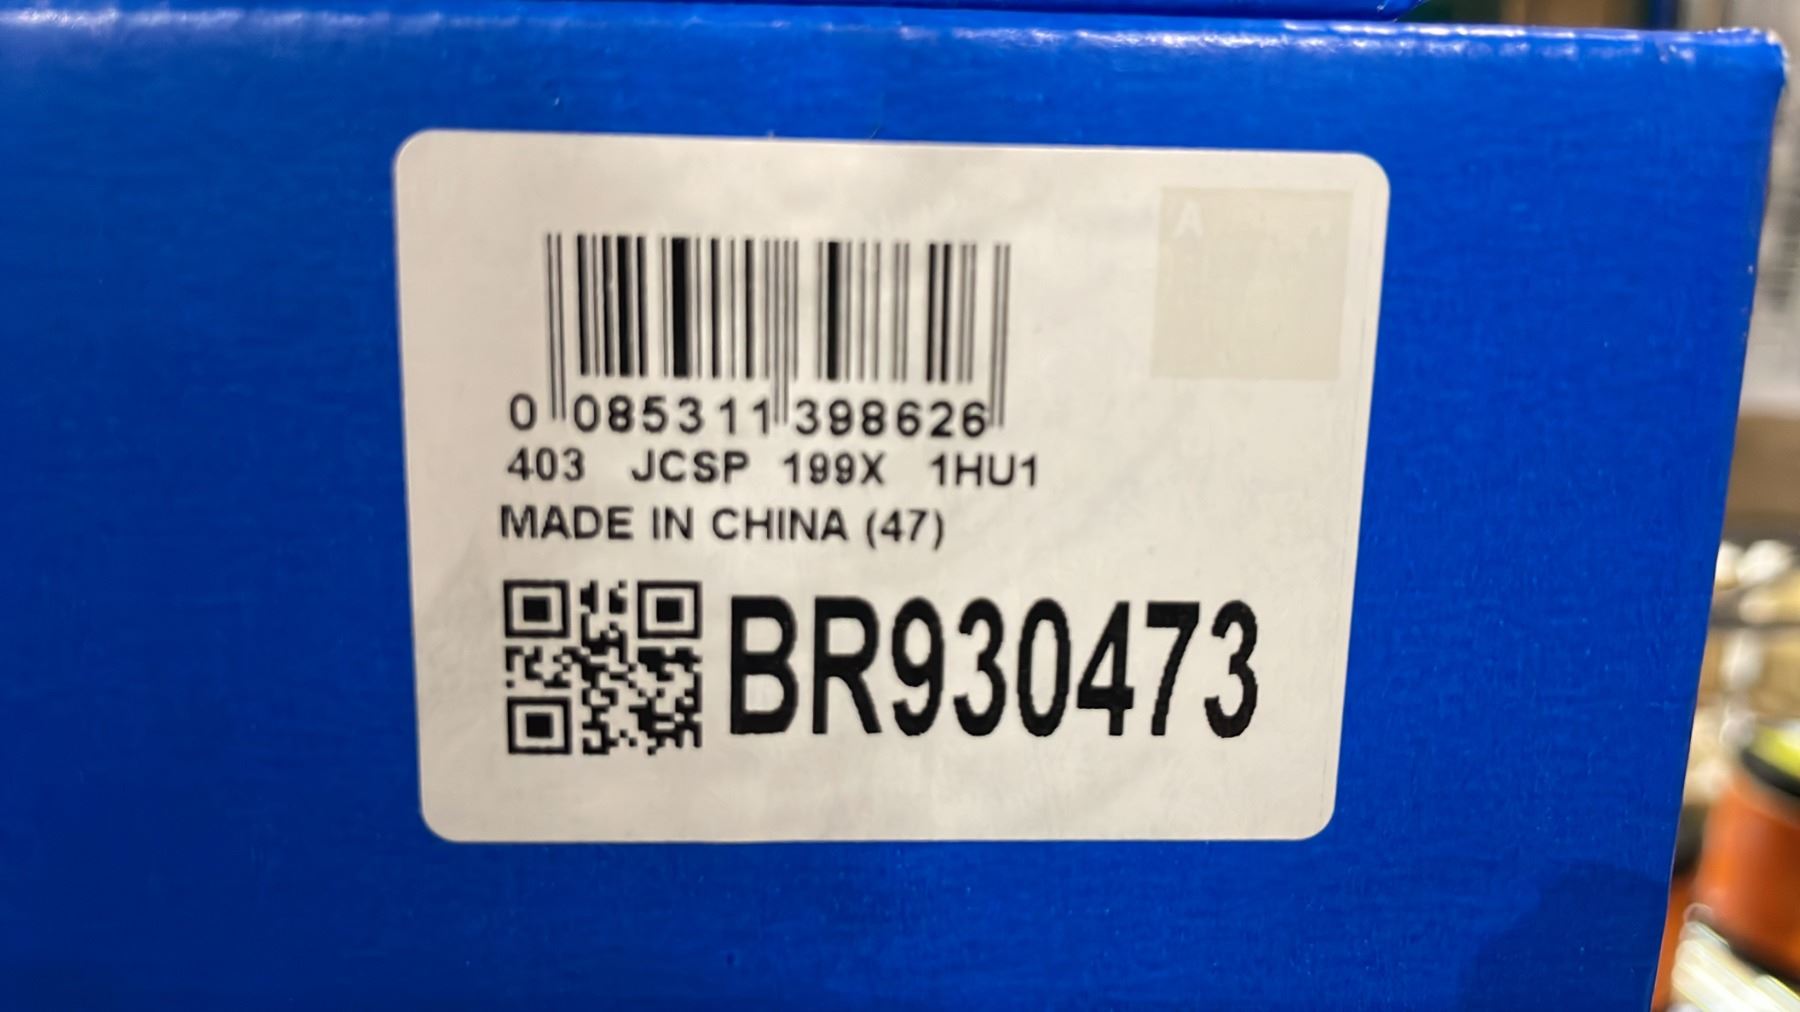 0 085311 398626
403 JCSP 199X 1HU1
MADE IN CHINA (47)
BR930473
A